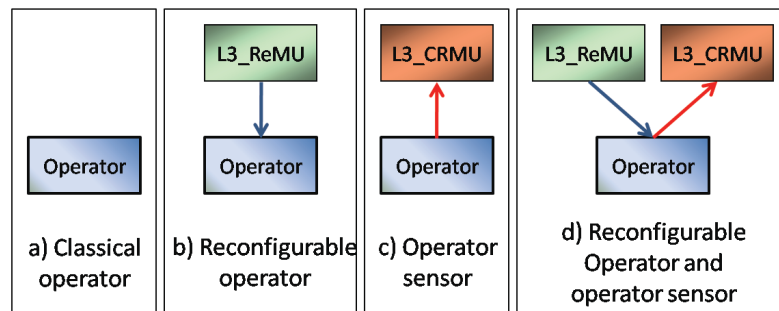 L3_ReMU
L3_CRMU
L3_ReMU
L3_CRMU
Operator
Operator
Operator
Operator
a) Classical
operator
b) Reconfigurable
operator
c) Operator
sensor
d) Reconfigurable
Operator and
operator sensor